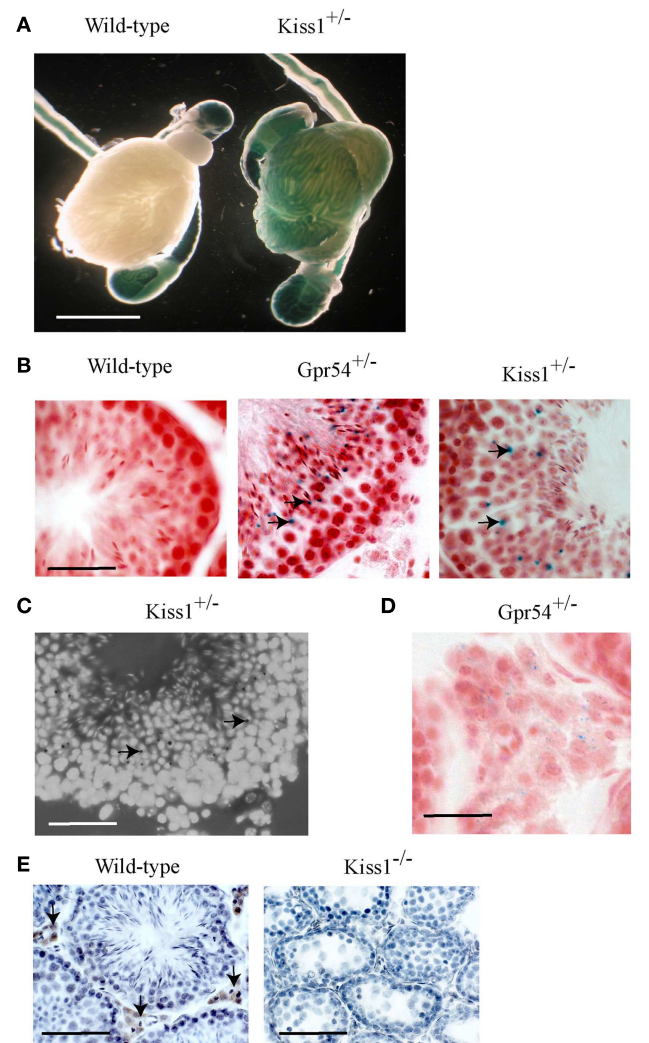 A Wild-type Kiss1+/-
B Wild-type Gpr54+/- Kiss1+/-
C Kiss1+/- D Gpr54+/-
E Wild-type Kiss1-/-